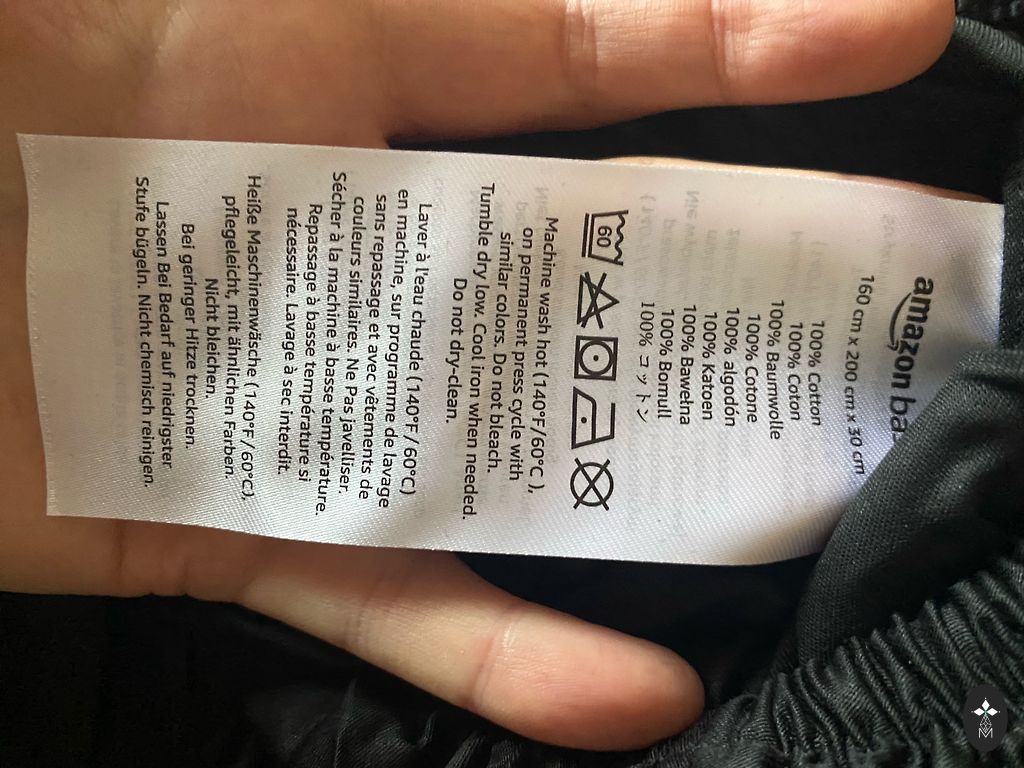 amazon
160 cm x 200 cm x 30 cm
100% Cotton
100% Coton
100% Baumwolle
100% Cotone
100% algodón
100% Katoen
100% Bawełna
100% Bomull
100% コットン
60
Machine wash hot (140°F/60°C ),
on permanent press cycle with
similar colors. Do not bleach.
Tumble dry low. Cool iron when needed.
Do not dry-clean.
Laver à l'eau chaude (140°F/60°C)
en machine, sur programme de lavage
sans repassage et avec vêtements de
couleurs similaires. Ne Pas javelliser.
Sécher à la machine à basse température.
Repassage à basse température si
nécessaire. Lavage à sec interdit.
Heiße Maschinenwäsche (140°F/60°C),
pflegeleicht, mit ähnlichen Farben.
Nicht bleichen.
Bei geringer Hitze trocknen.
Lassen Bei Bedarf auf niedrigster
Stufe bügeln. Nicht chemisch reinigen.
M